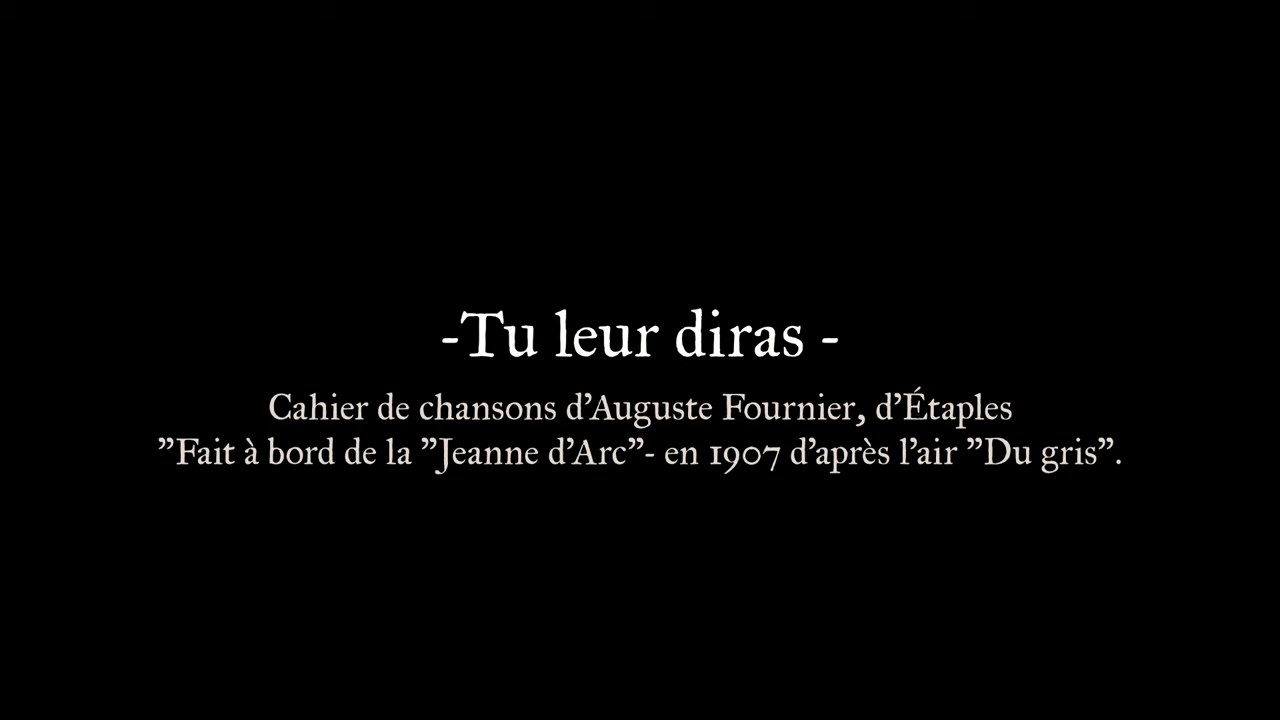 -Tu leur diras -
Cahier de chansons d’Auguste Fournier, d’Étaples
”Fait à bord de la ”Jeanne d’Arc”- en 1907 d’après l’air ”Du gris”.